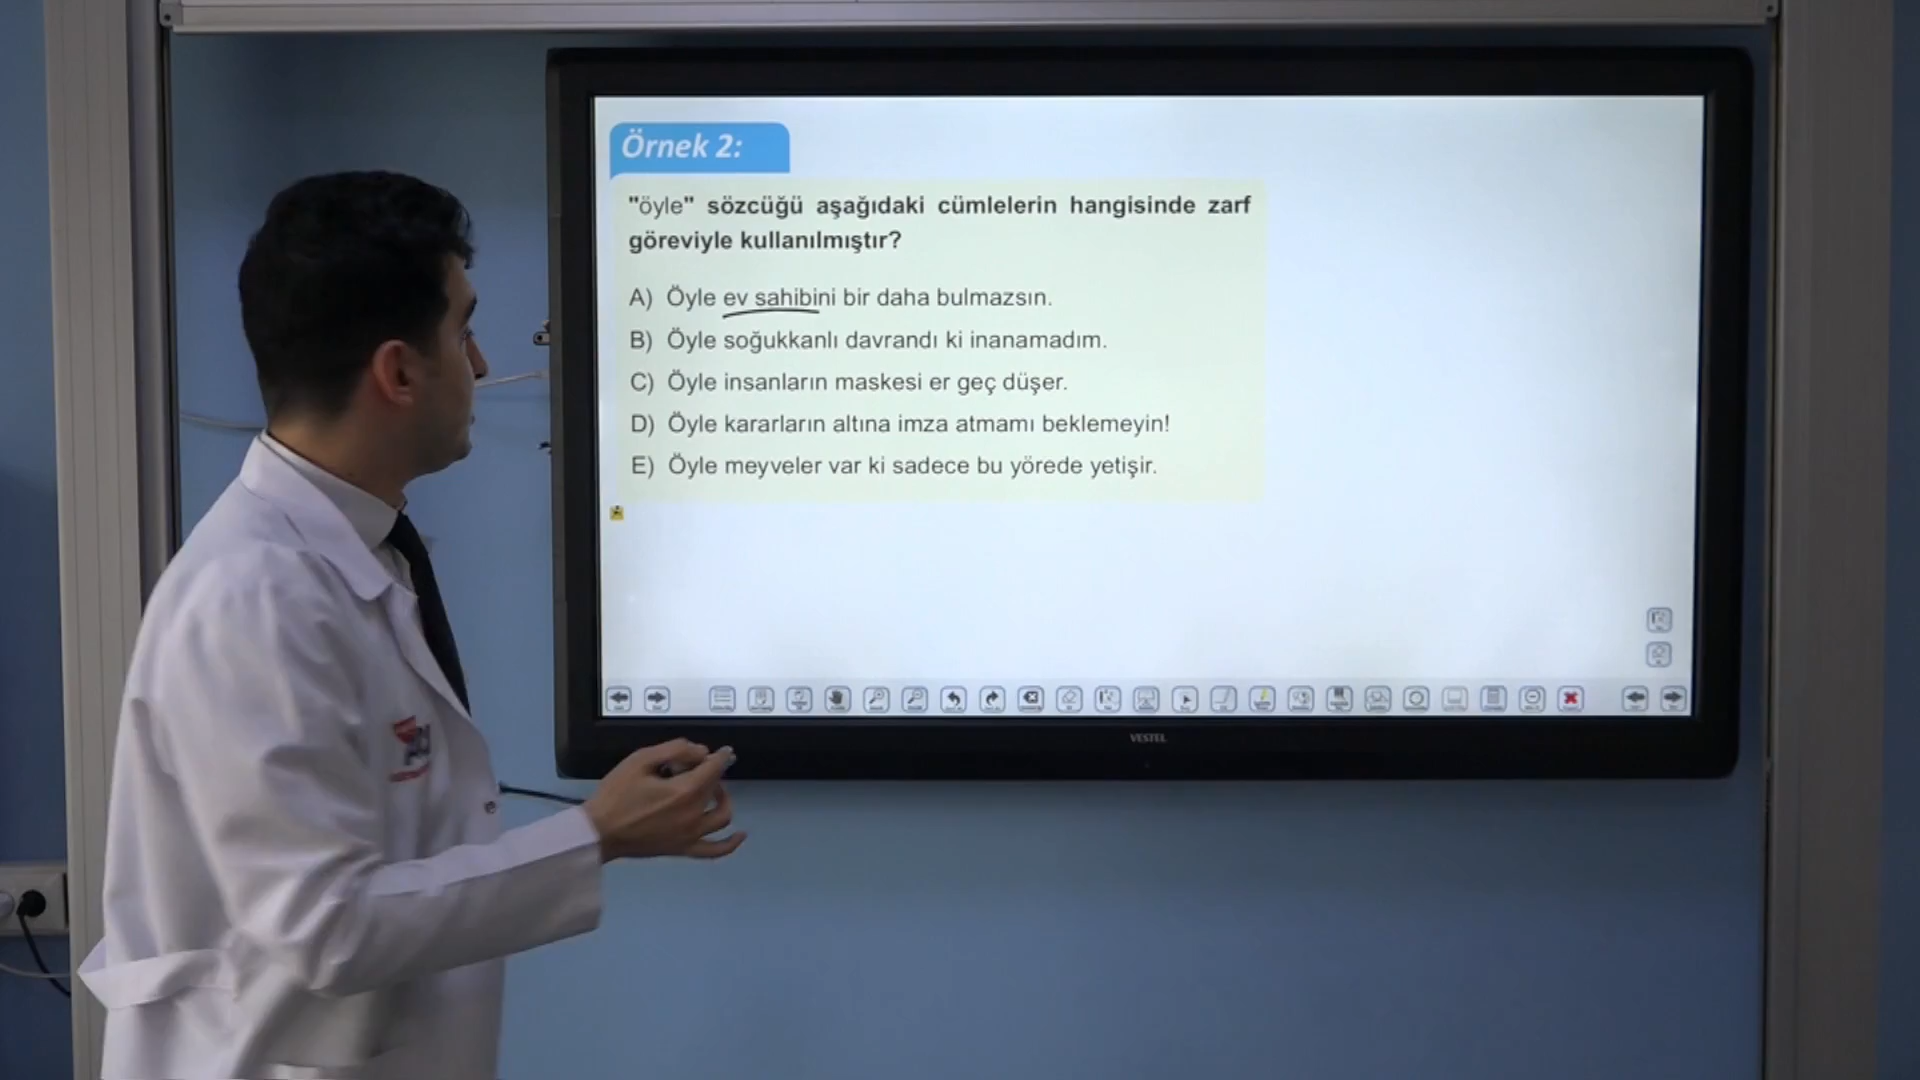 Örnek 2:
"öyle" sözcüğü aşağıdaki cümlelerin hangisinde zarf
göreviyle kullanılmıştır?
A) Öyle ev sahibini bir daha bulmazsın.
B) Öyle soğukkanlı davrandı ki inanamadım.
C) Öyle insanların maskesi er geç düşer.
D) Öyle kararların altına imza atmamı beklemeyin!
E) Öyle meyveler var ki sadece bu yörede yetişir.
VESTEL